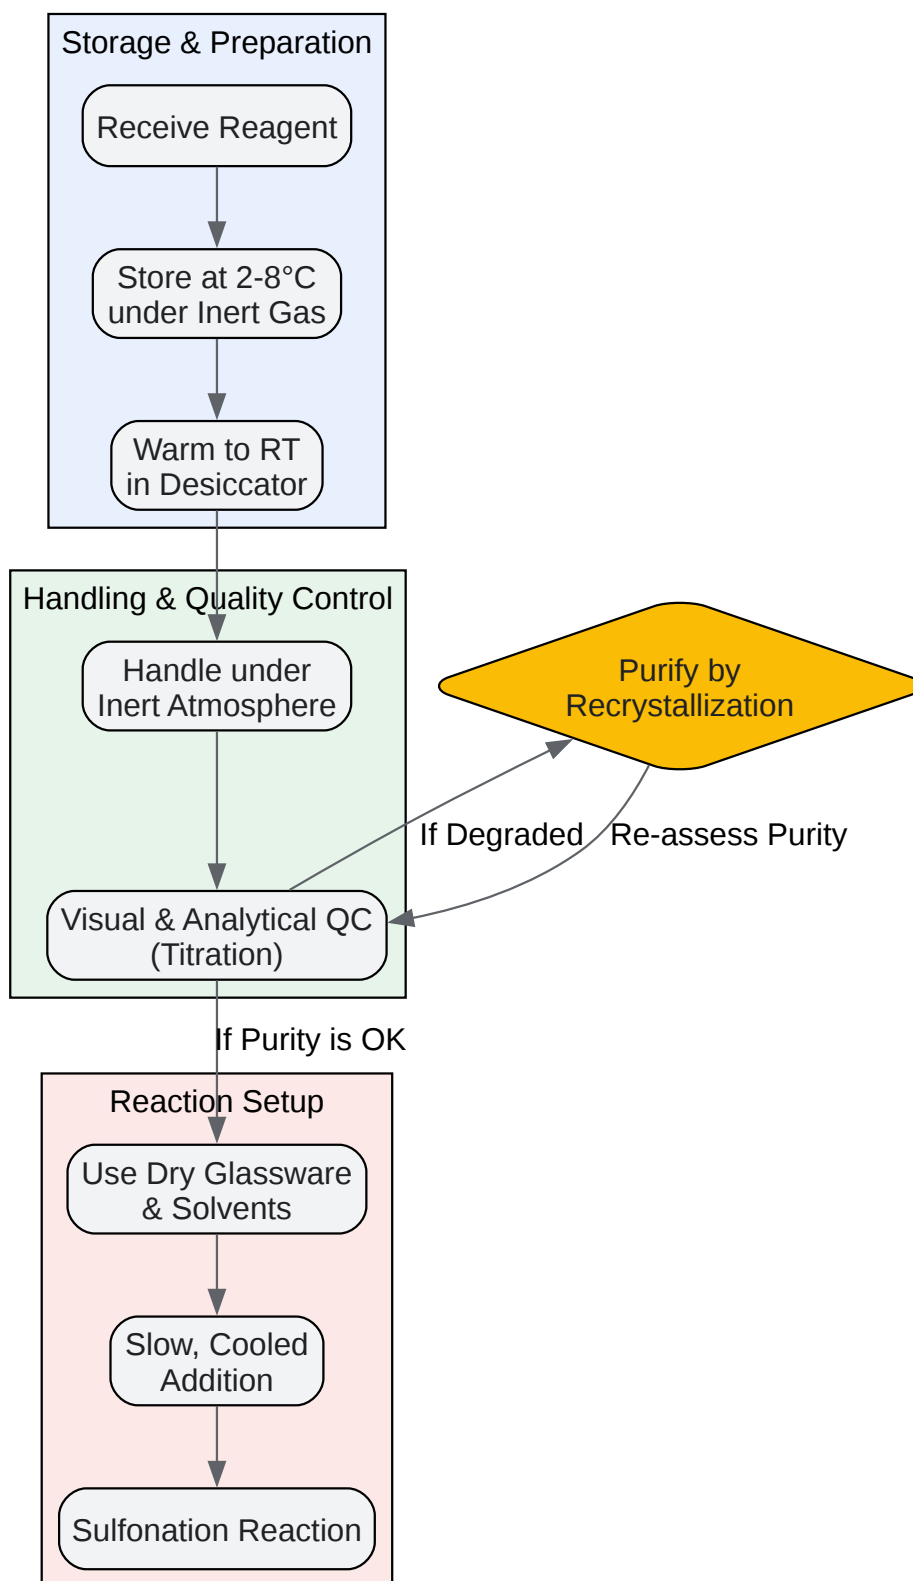 Storage & Preparation
Receive Reagent
Store at 2-8°C
under Inert Gas
Warm to RT
in Desiccator
Handling & Quality Control
Handle under
Inert Atmosphere
Purify by
Recrystallization
If Degraded
Re-assess Purity
Visual & Analytical QC
(Titration)
If Purity is OK
Reaction Setup
Use Dry Glassware
& Solvents
Slow, Cooled
Addition
Sulfonation Reaction